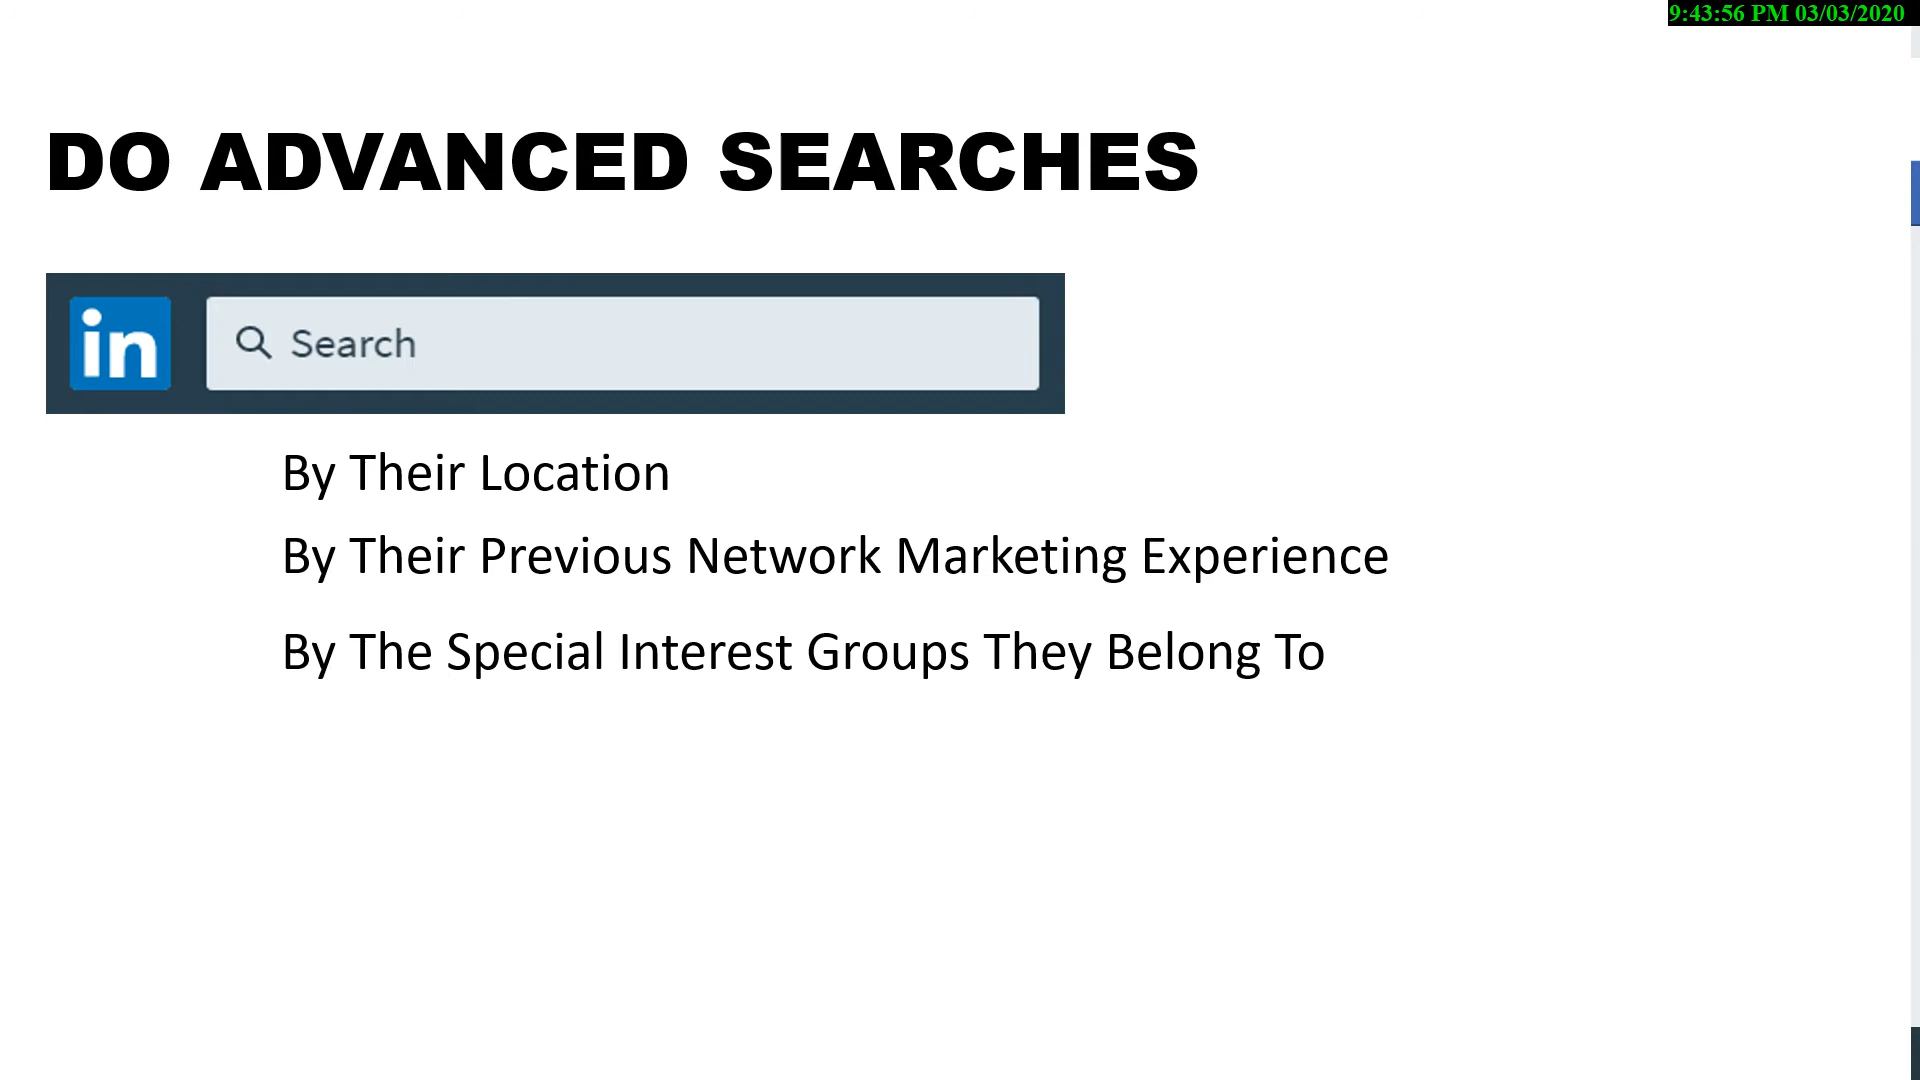 9:43:56 PM 03/03/2020
DO ADVANCED SEARCHES
in Search
By Their Location
By Their Previous Network Marketing Experience
By The Special Interest Groups They Belong To